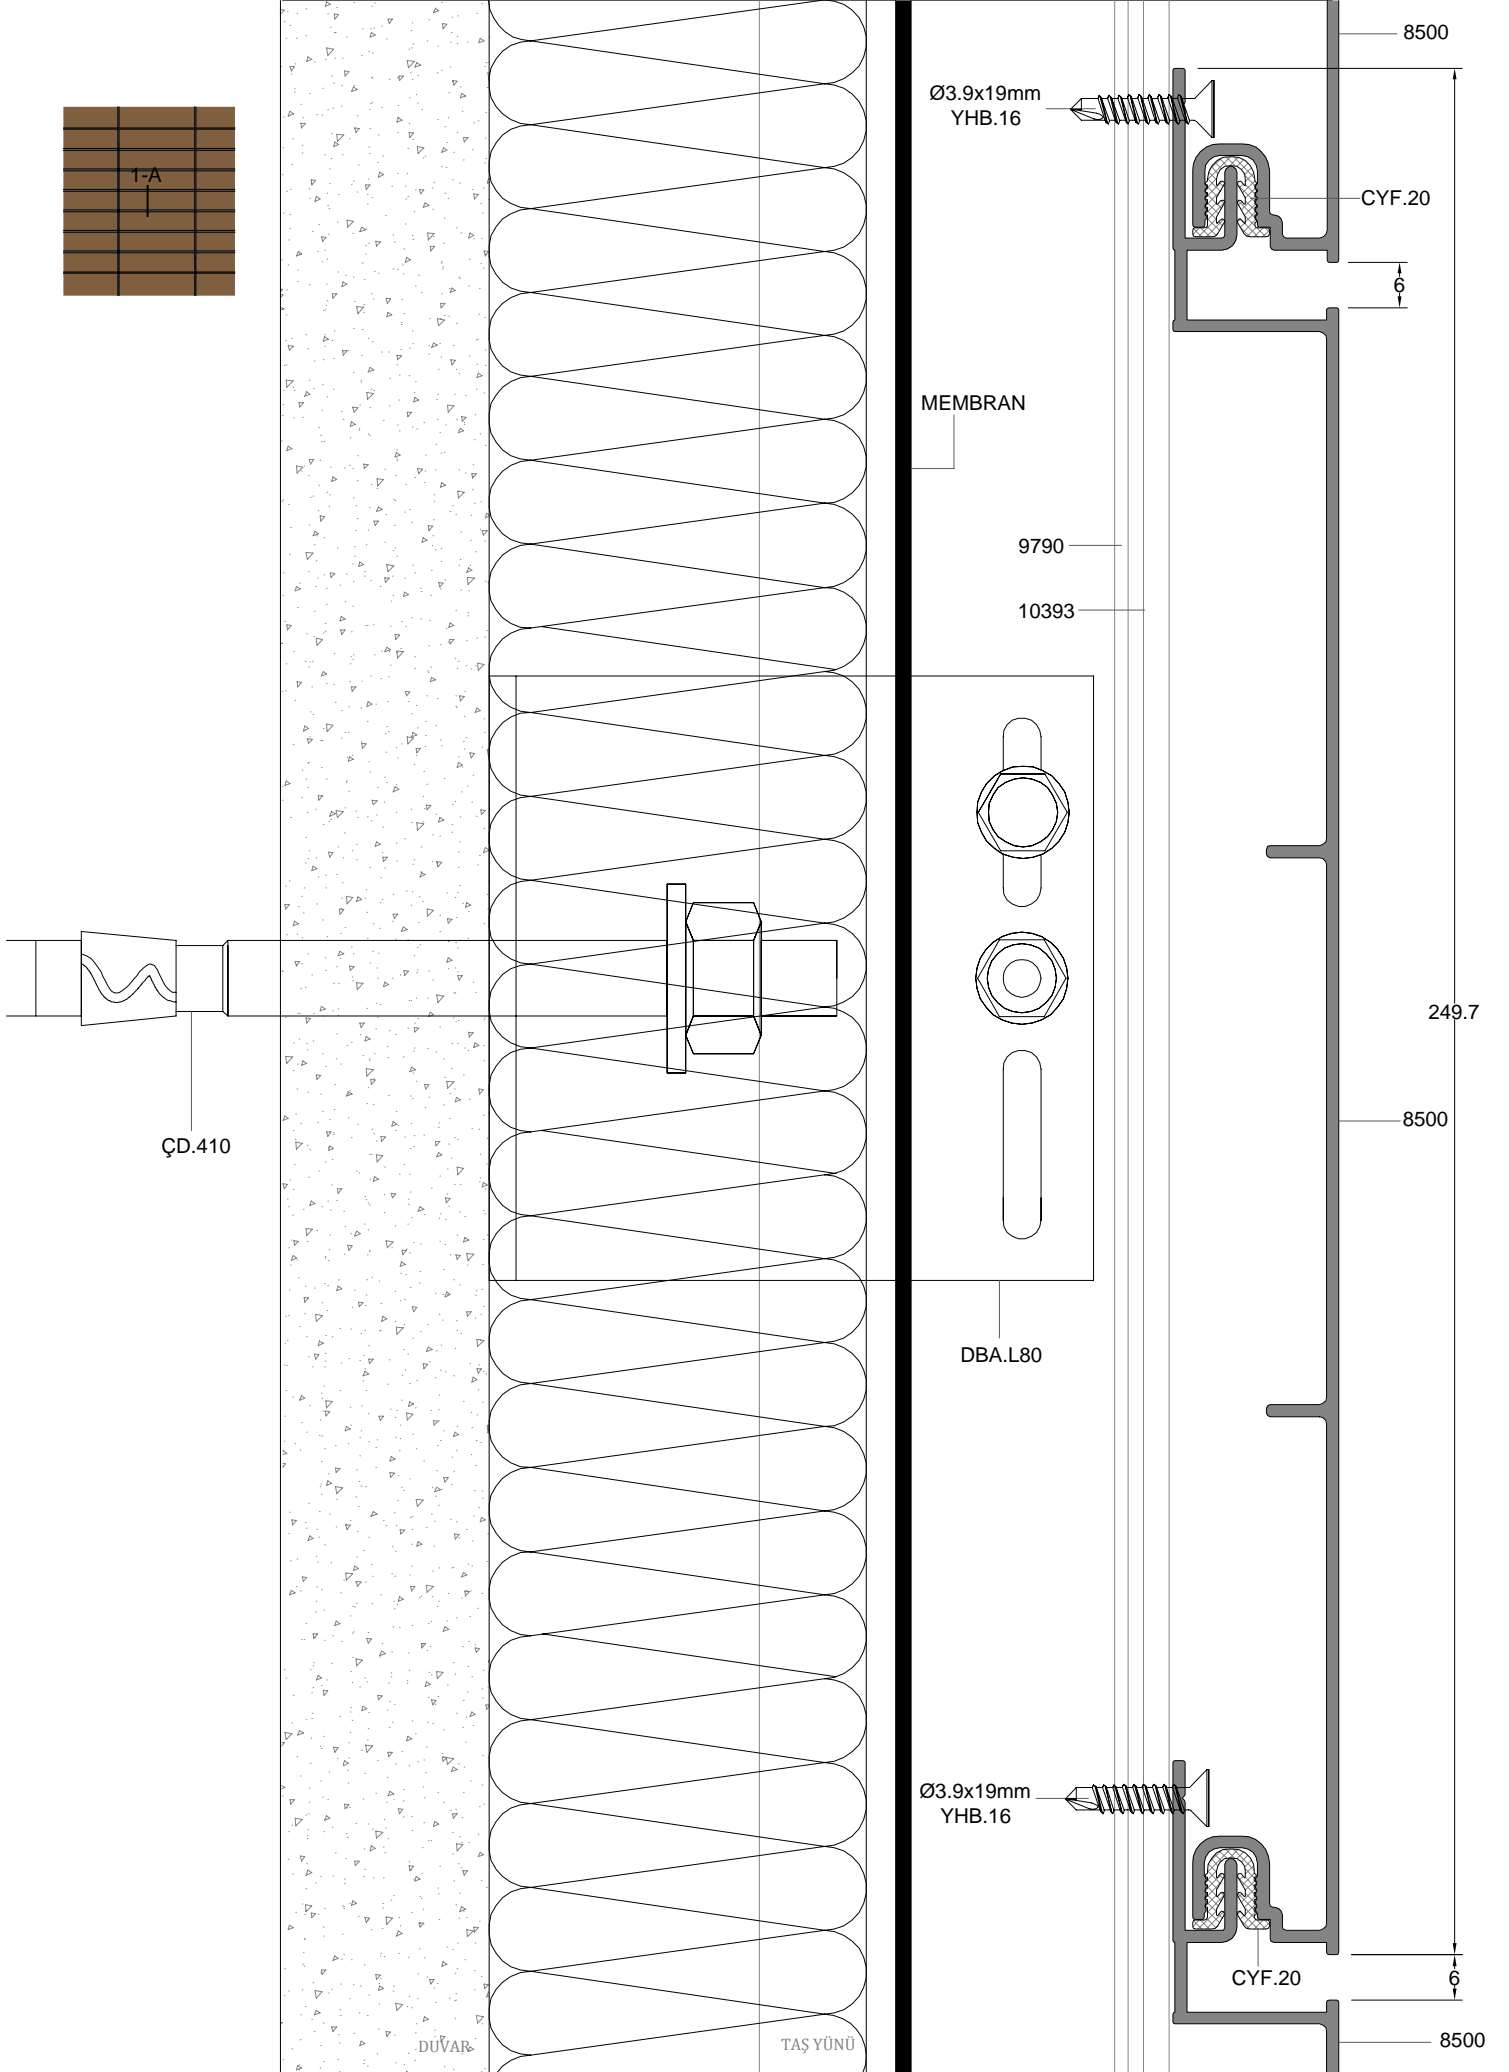 8500
Ø3.9x19mm
YHB.16
1-A
CYF.20
6
MEMBRAN
9790
10393
249.7
8500
ÇD.410
DBA.L80
Ø3.9x19mm
YHB.16
CYF.20
6
8500
DUVAR
TAŞ YÜNÜ